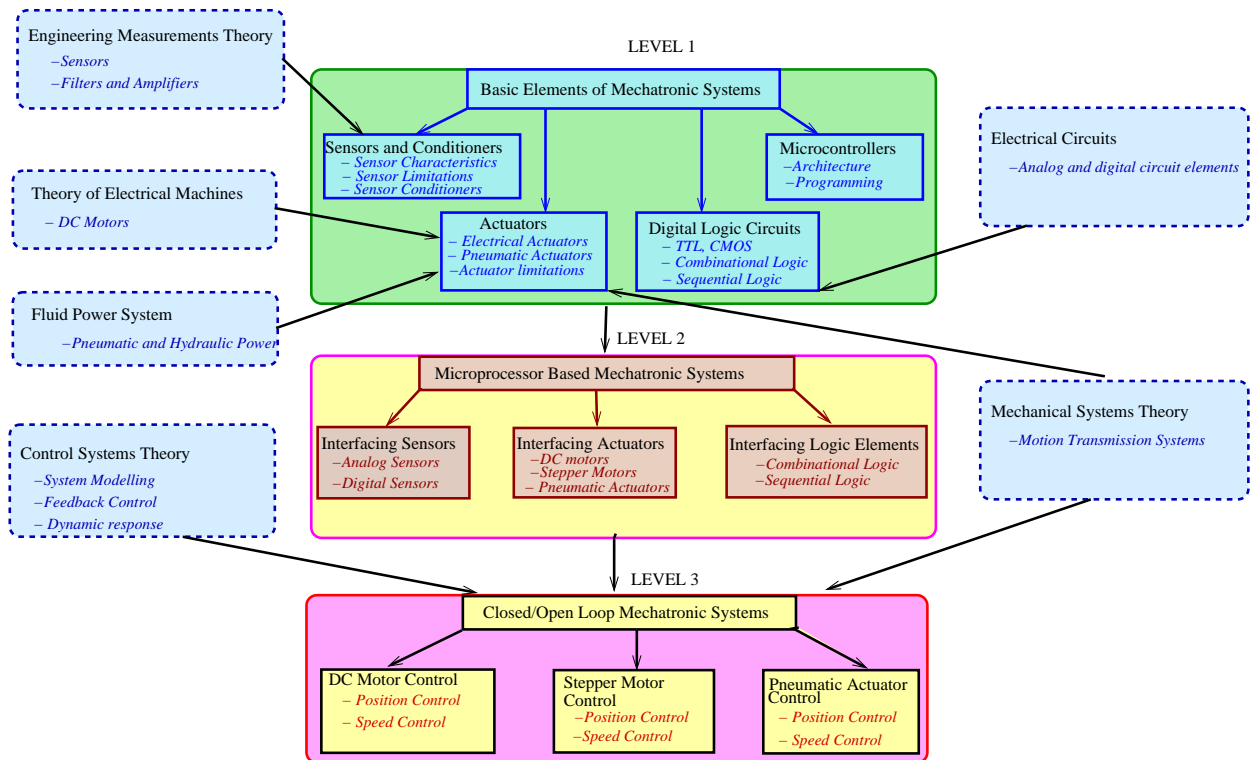 LEVEL 1
Engineering Measurements Theory
–Sensors
–Filters and Amplifiers
Basic Elements of Mechatronic Systems
Sensors and Conditioners
– Sensor Characteristics
– Sensor Limitations
– Sensor Conditioners
Microcontrollers
–Architecture
–Programming
Electrical Circuits
–Analog and digital circuit elements
Theory of Electrical Machines
– DC Motors
Actuators
– Electrical Actuators
– Pneumatic Actuators
–Actuator limitations
Digital Logic Circuits
– TTL, CMOS
– Combinational Logic
– Sequential Logic
Fluid Power System
–Pneumatic and Hydraulic Power
LEVEL 2
Microprocessor Based Mechatronic Systems
Interfacing Sensors
–Analog Sensors
–Digital Sensors
Interfacing Actuators
–DC motors
–Stepper Motors
– Pneumatic Actuators
Interfacing Logic Elements
–Combinational Logic
–Sequential Logic
Mechanical Systems Theory
–Motion Transmission Systems
Control Systems Theory
–System Modelling
–Feedback Control
– Dynamic response
LEVEL 3
Closed/Open Loop Mechatronic Systems
DC Motor Control
– Position Control
– Speed Control
Stepper Motor
Control
–Position Control
–Speed Control
Pneumatic Actuator
Control
– Position Control
– Speed Control